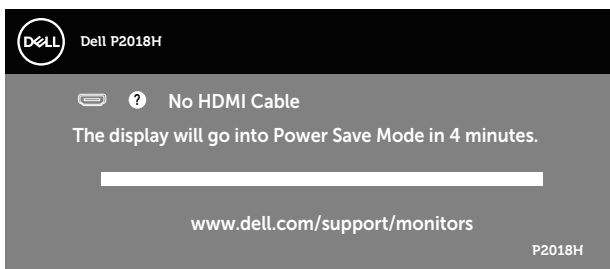 DELL
Dell P2018H
? No HDMI Cable
The display will go into Power Save Mode in 4 minutes.
www.dell.com/support/monitors
P2018H